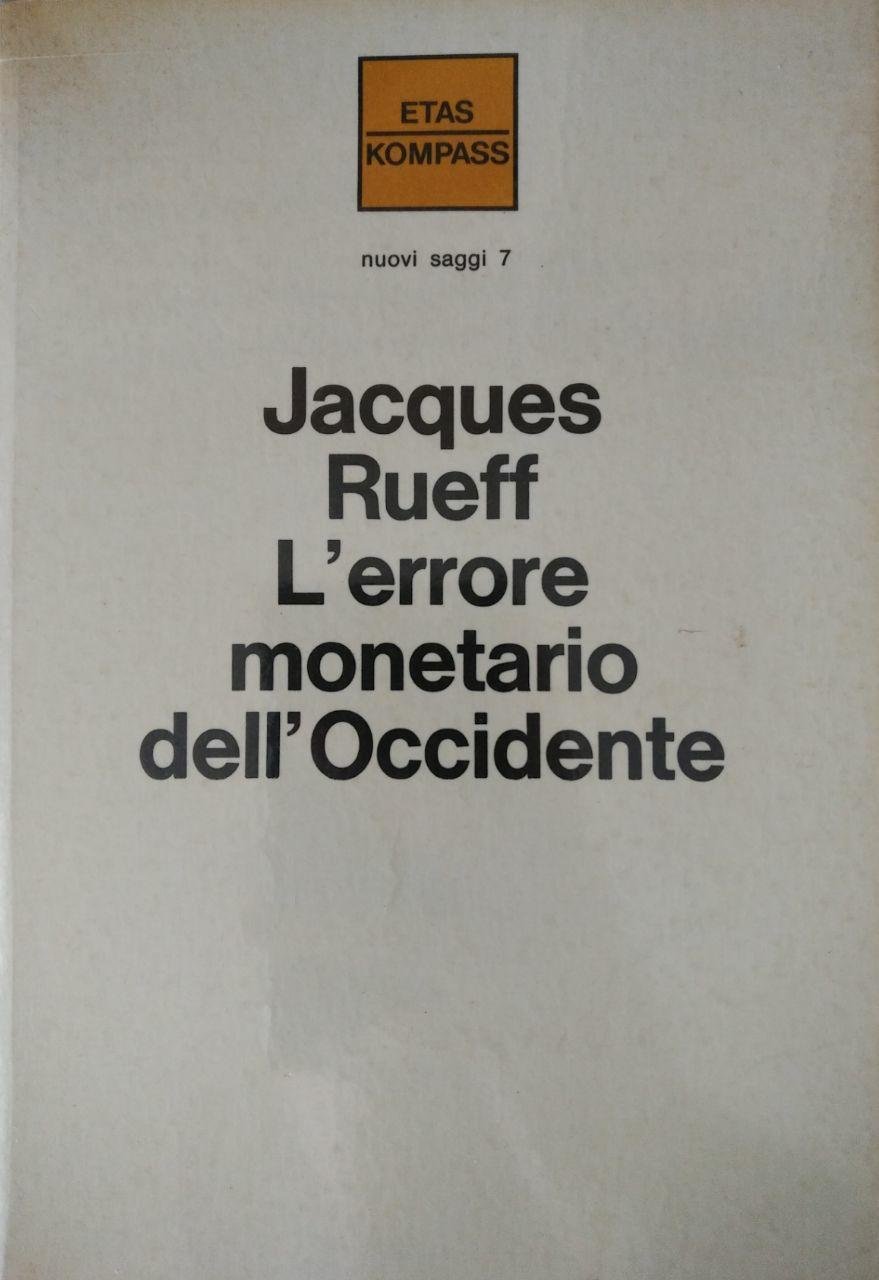 ETAS
KOMPASS
nuovi saggi 7
Jacques
Rueff
L'errore
monetario
dell'Occidente